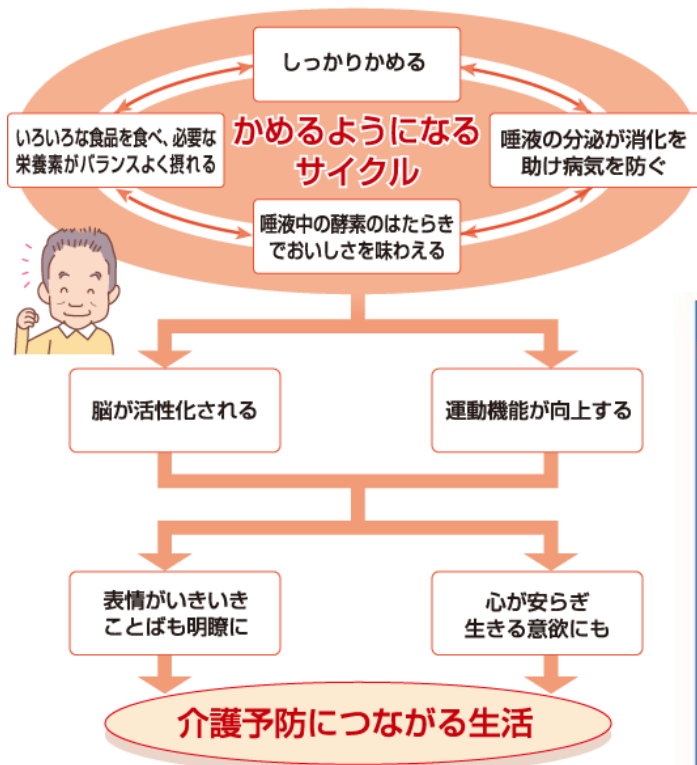 しっかりかめる
いろいろな食品を食べ、必要な
栄養素がバランスよく摂れる
かめるようになる
サイクル
唾液の分泌が消化を
助け病気を防ぐ
唾液中の酵素のはたらき
でおいしさを味わえる
脳が活性化される
運動機能が向上する
表情がいきいき
ことばも明瞭に
心が安らぎ
生きる意欲にも
介護予防につながる生活